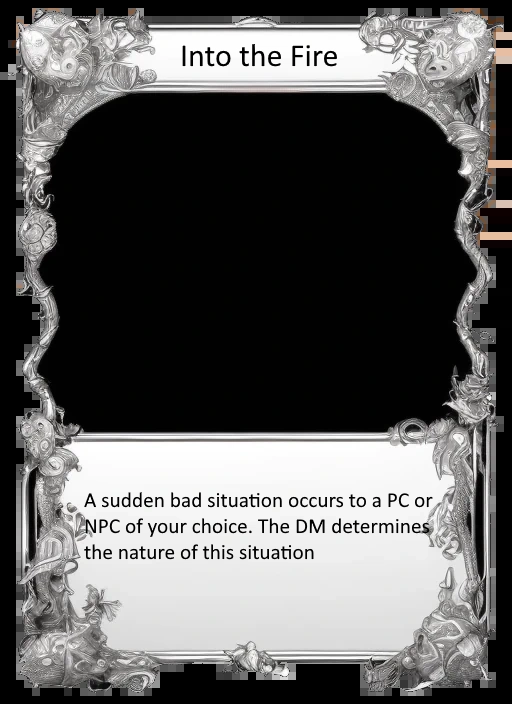 Into the Fire
A sudden bad situation occurs to a PC or
NPC of your choice. The DM determines
the nature of this situation